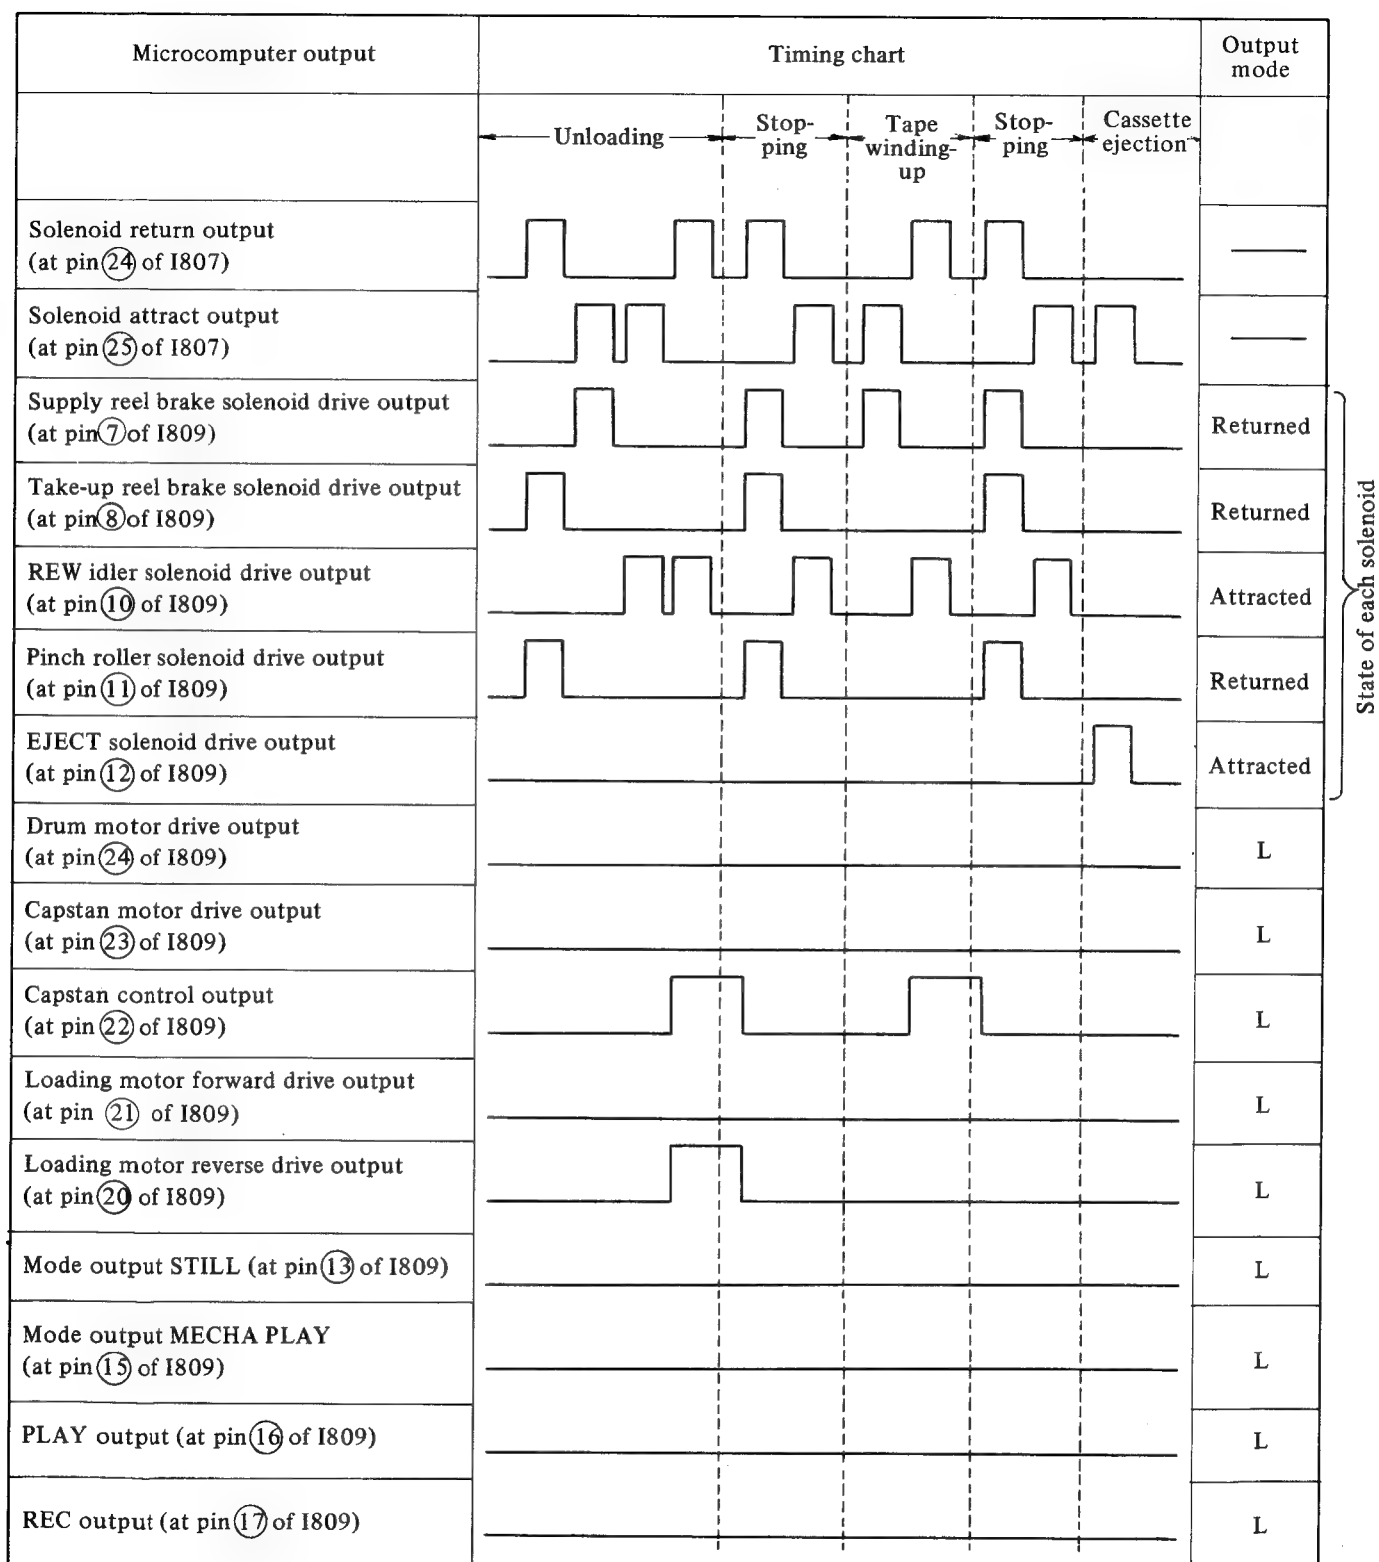 Microcomputer output
Timing chart
Output
mode
Unloading
Stop-
ping
Tape
winding-
up
Stop-
ping
Cassette
ejection
Solenoid return output
(at pin 24 of I807)
Solenoid attract output
(at pin 25 of I807)
Supply reel brake solenoid drive output
(at pin 7 of I809)
Returned
Take-up reel brake solenoid drive output
(at pin 8 of I809)
Returned
REW idler solenoid drive output
(at pin 10 of I809)
Attracted
Pinch roller solenoid drive output
(at pin 11 of I809)
Returned
EJECT solenoid drive output
(at pin 12 of I809)
Attracted
State of each solenoid
Drum motor drive output
(at pin 24 of I809)
L
Capstan motor drive output
(at pin 23 of I809)
L
Capstan control output
(at pin 22 of I809)
L
Loading motor forward drive output
(at pin 21 of I809)
L
Loading motor reverse drive output
(at pin 20 of I809)
L
Mode output STILL (at pin 13 of I809)
L
Mode output MECHA PLAY
(at pin 15 of I809)
L
PLAY output (at pin 16 of I809)
L
REC output (at pin 17 of I809)
L